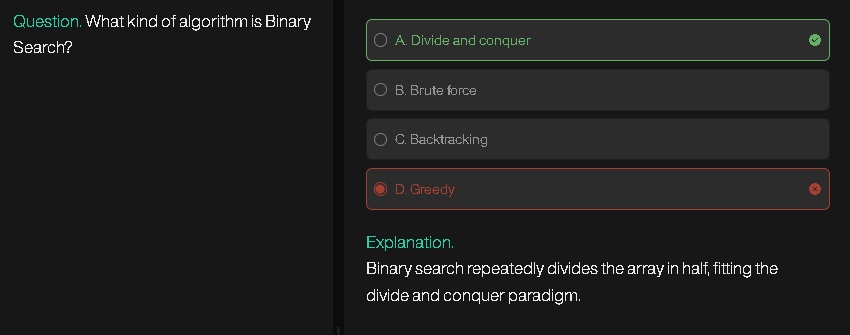 Question. What kind of algorithm is Binary
Search?
A. Divide and conquer
B. Brute force
C. Backtracking
D. Greedy
Explanation.
Binary search repeatedly divides the array in half, fitting the
divide and conquer paradigm.